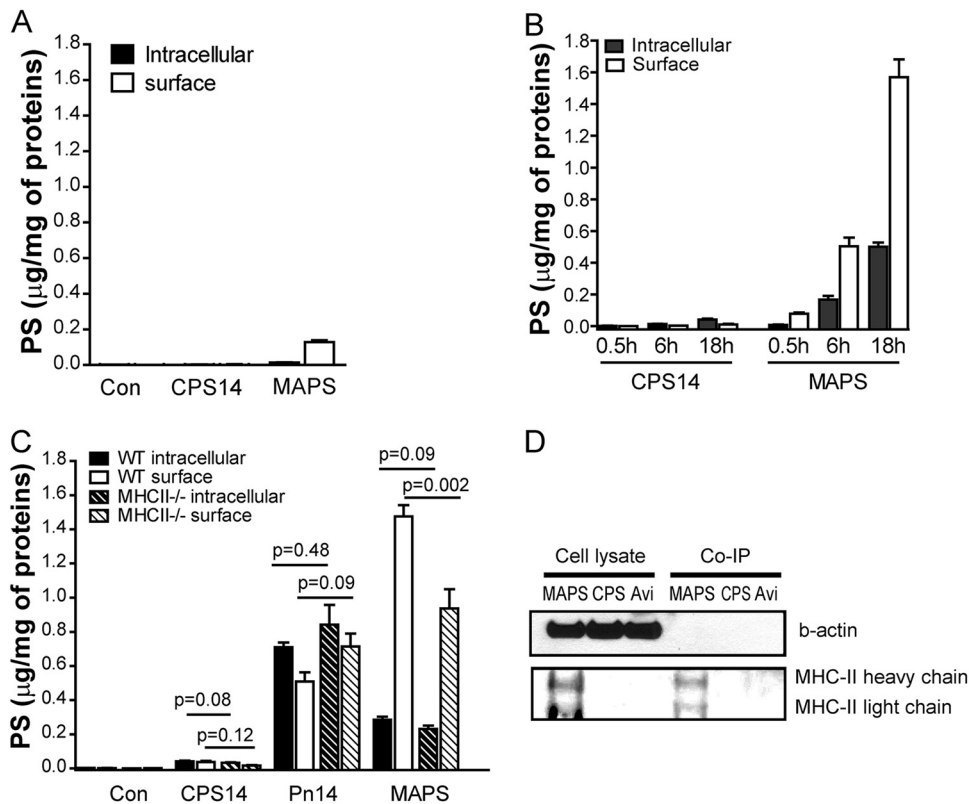 A
PS (µg/mg of proteins)
1.8
1.6
1.4
1.2
1.0
0.8
0.6
0.4
0.2
0.0
Intracellular
surface
Con CPS14 MAPS
B
PS (µg/mg of proteins)
1.8
1.6
1.4
1.2
1.0
0.8
0.6
0.4
0.2
0.0
Intracellular
Surface
0.5h 6h 18h 0.5h 6h 18h
CPS14 MAPS
C
PS (µg/mg of proteins)
1.8
1.6
1.4
1.2
1.0
0.8
0.6
0.4
0.2
0.0
WT intracellular
WT surface
MHCII-/- intracellular
MHCII-/- surface
p=0.08
p=0.12
p=0.48
p=0.09
p=0.09
p=0.002
Con CPS14 Pn14 MAPS
D
Cell lysate Co-IP
MAPS CPS Avi MAPS CPS Avi
b-actin
MHC-II heavy chain
MHC-II light chain